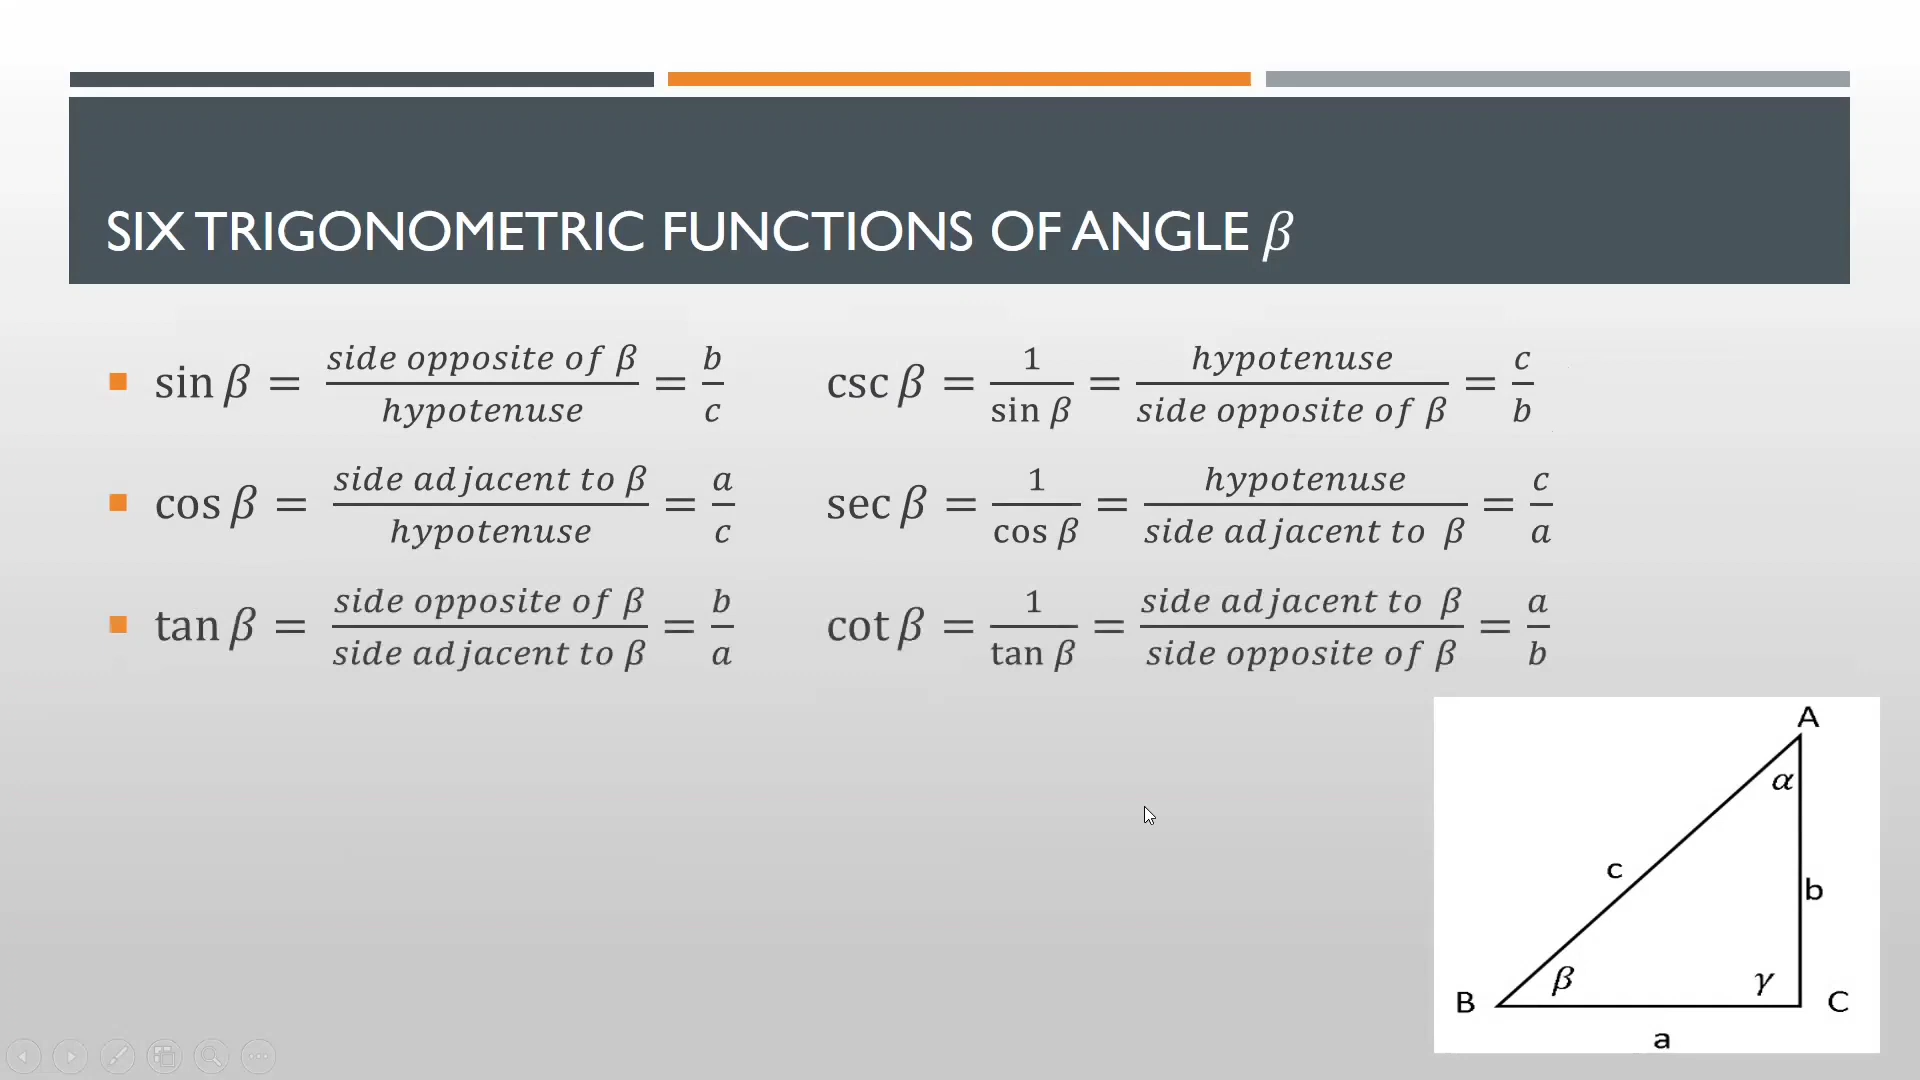 SIX TRIGONOMETRIC FUNCTIONS OF ANGLE β
sin β = side opposite of β / hypotenuse = b/c csc β = 1/sin β = hypotenuse / side opposite of β = c/b
cos β = side adjacent to β / hypotenuse = a/c sec β = 1/cos β = hypotenuse / side adjacent to β = c/a
tan β = side opposite of β / side adjacent to β = b/a cot β = 1/tan β = side adjacent to β / side opposite of β = a/b
A
α
c
b
β
γ
B
C
a